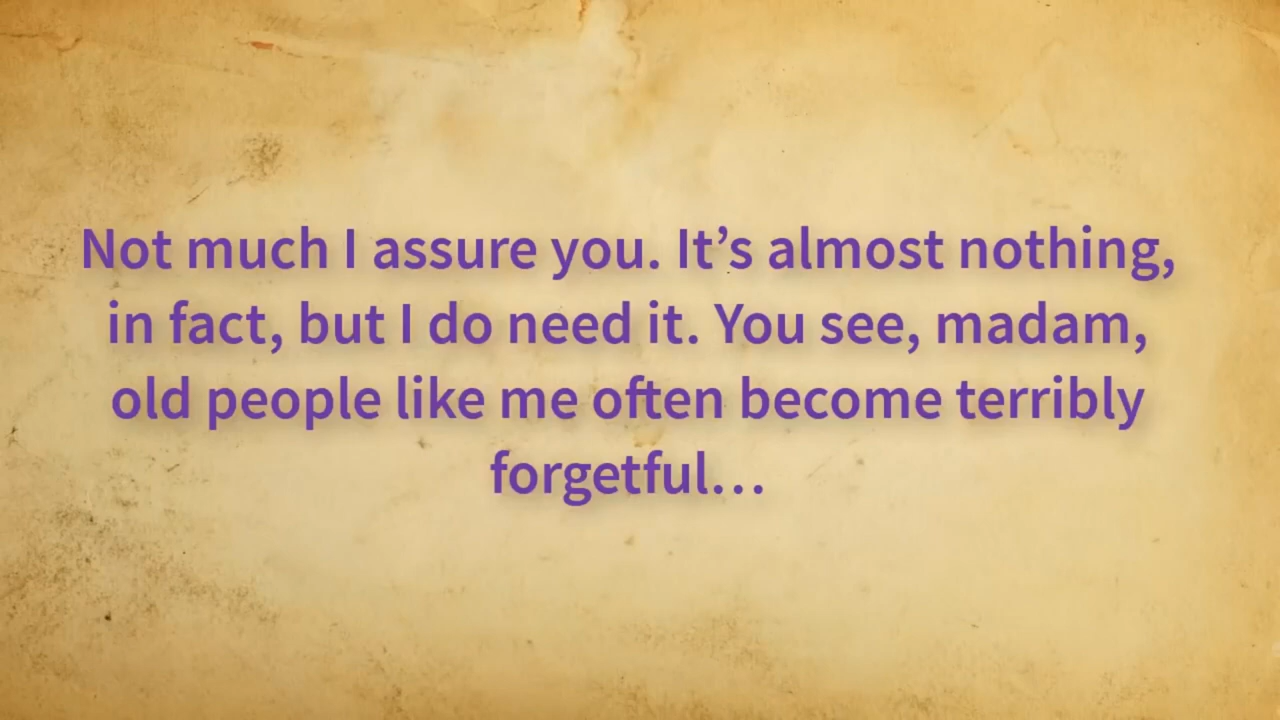 Not much I assure you. It’s almost nothing,
in fact, but I do need it. You see, madam,
old people like me often become terribly
forgetful…